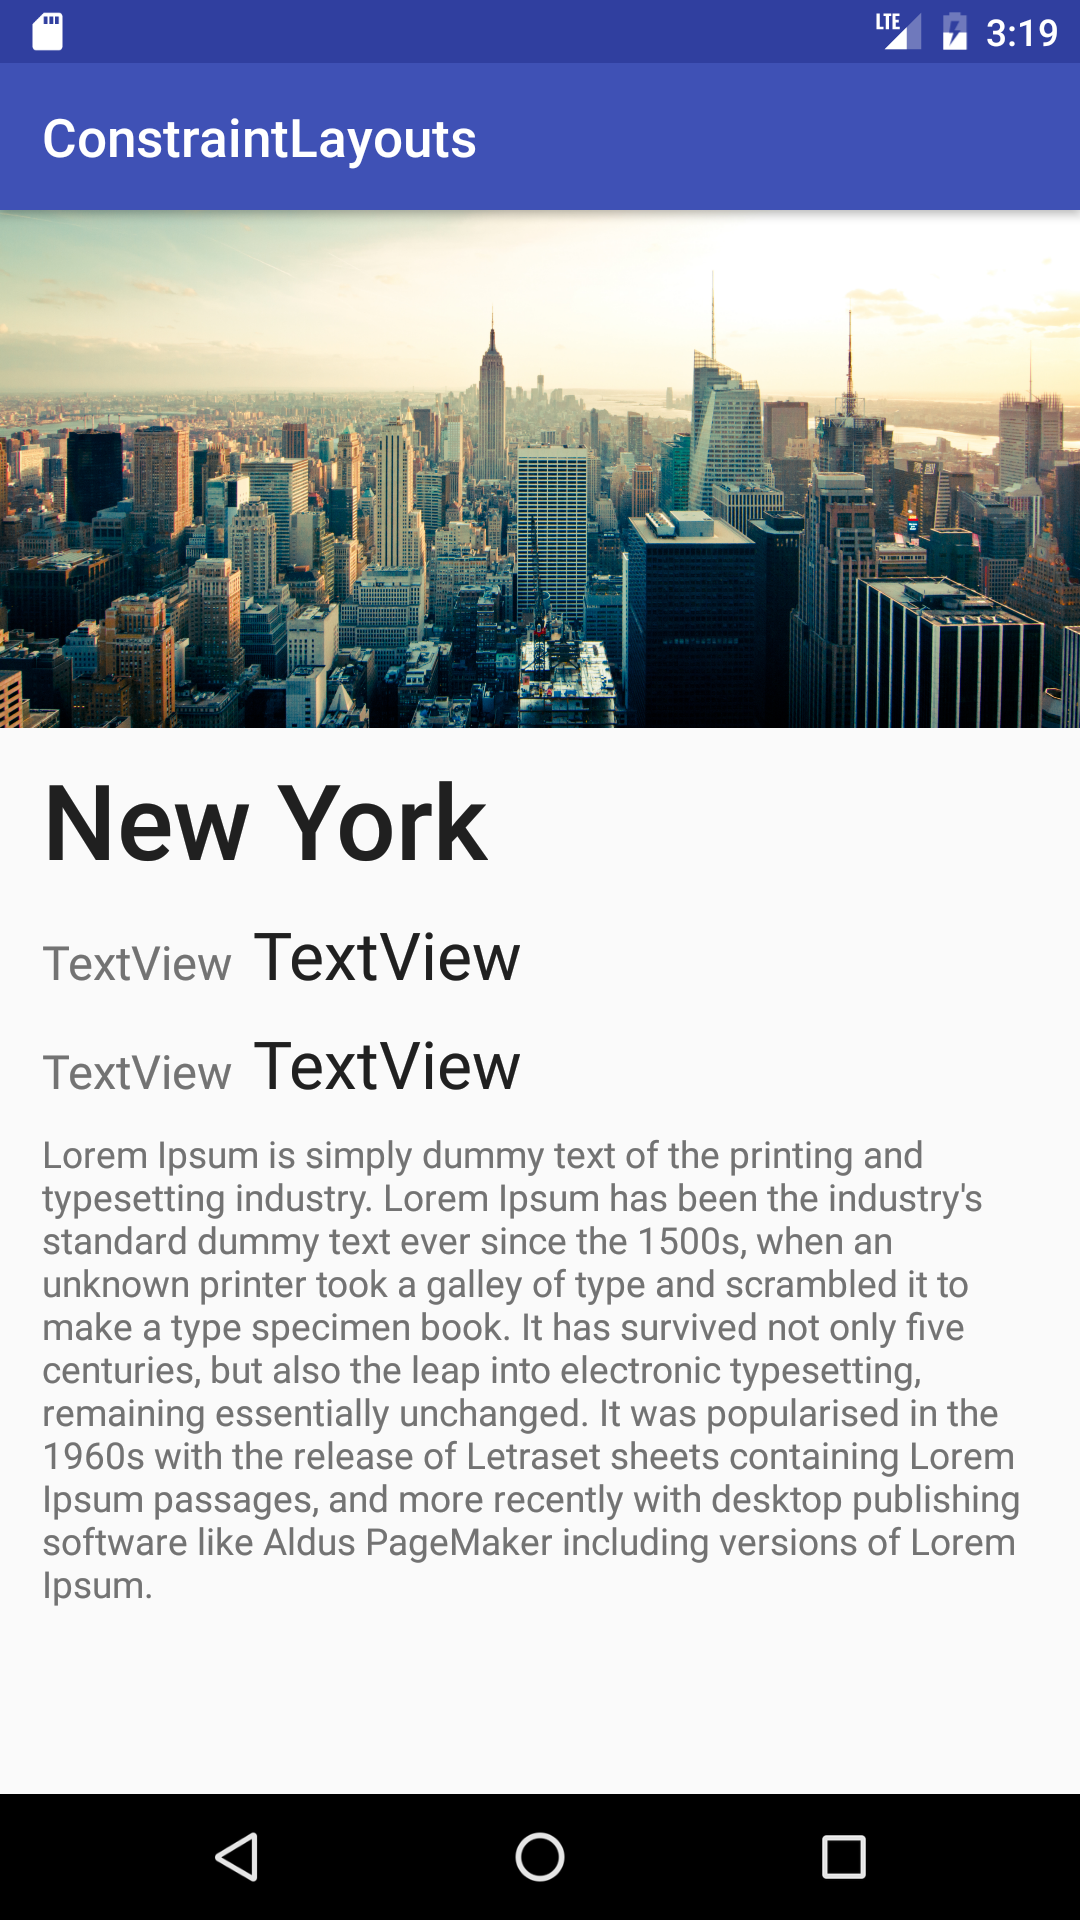 LTE 3:19
ConstraintLayouts
New York
TextView TextView
TextView TextView
Lorem Ipsum is simply dummy text of the printing and
typesetting industry. Lorem Ipsum has been the industry's
standard dummy text ever since the 1500s, when an
unknown printer took a galley of type and scrambled it to
make a type specimen book. It has survived not only five
centuries, but also the leap into electronic typesetting,
remaining essentially unchanged. It was popularised in the
1960s with the release of Letraset sheets containing Lorem
Ipsum passages, and more recently with desktop publishing
software like Aldus PageMaker including versions of Lorem
Ipsum.